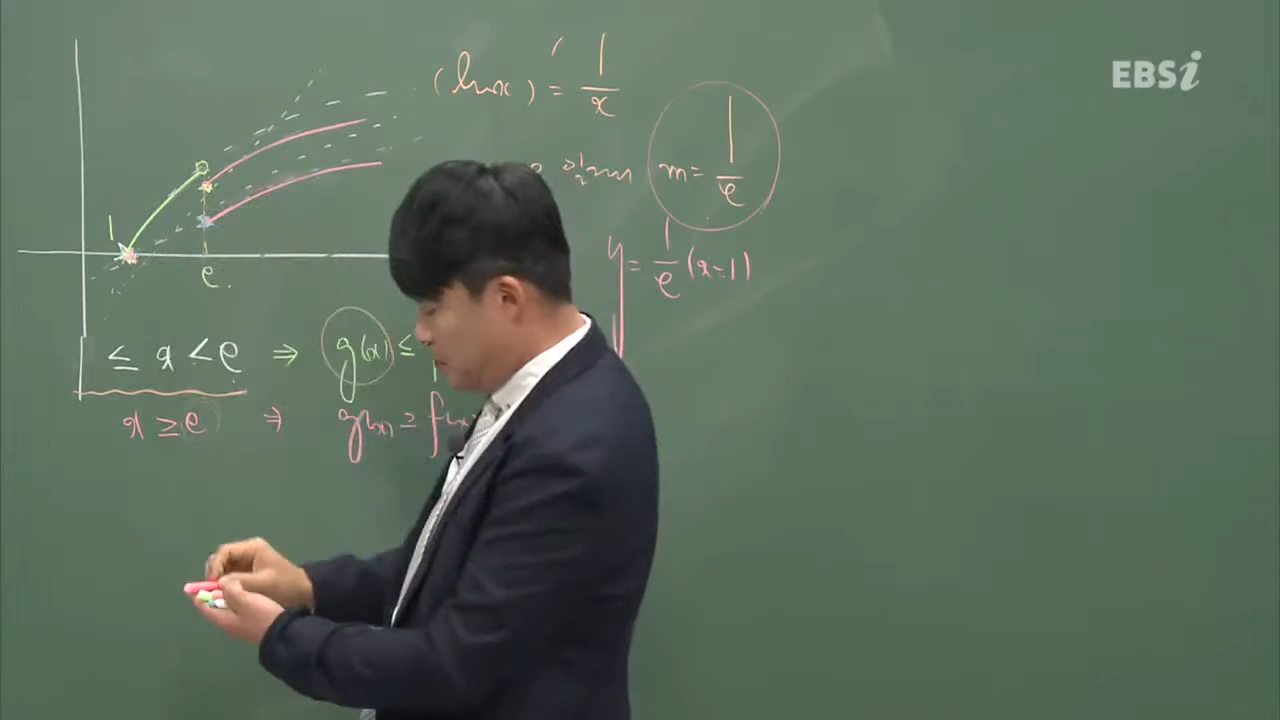 EBSi
(lnx)′ = 1/x
m = 1/e
y = 1/e (x-1)
1
e.
≤ x < e ⇒ g(x) ≤
x ≥ e ⇒ g(x) ≥ f(x)